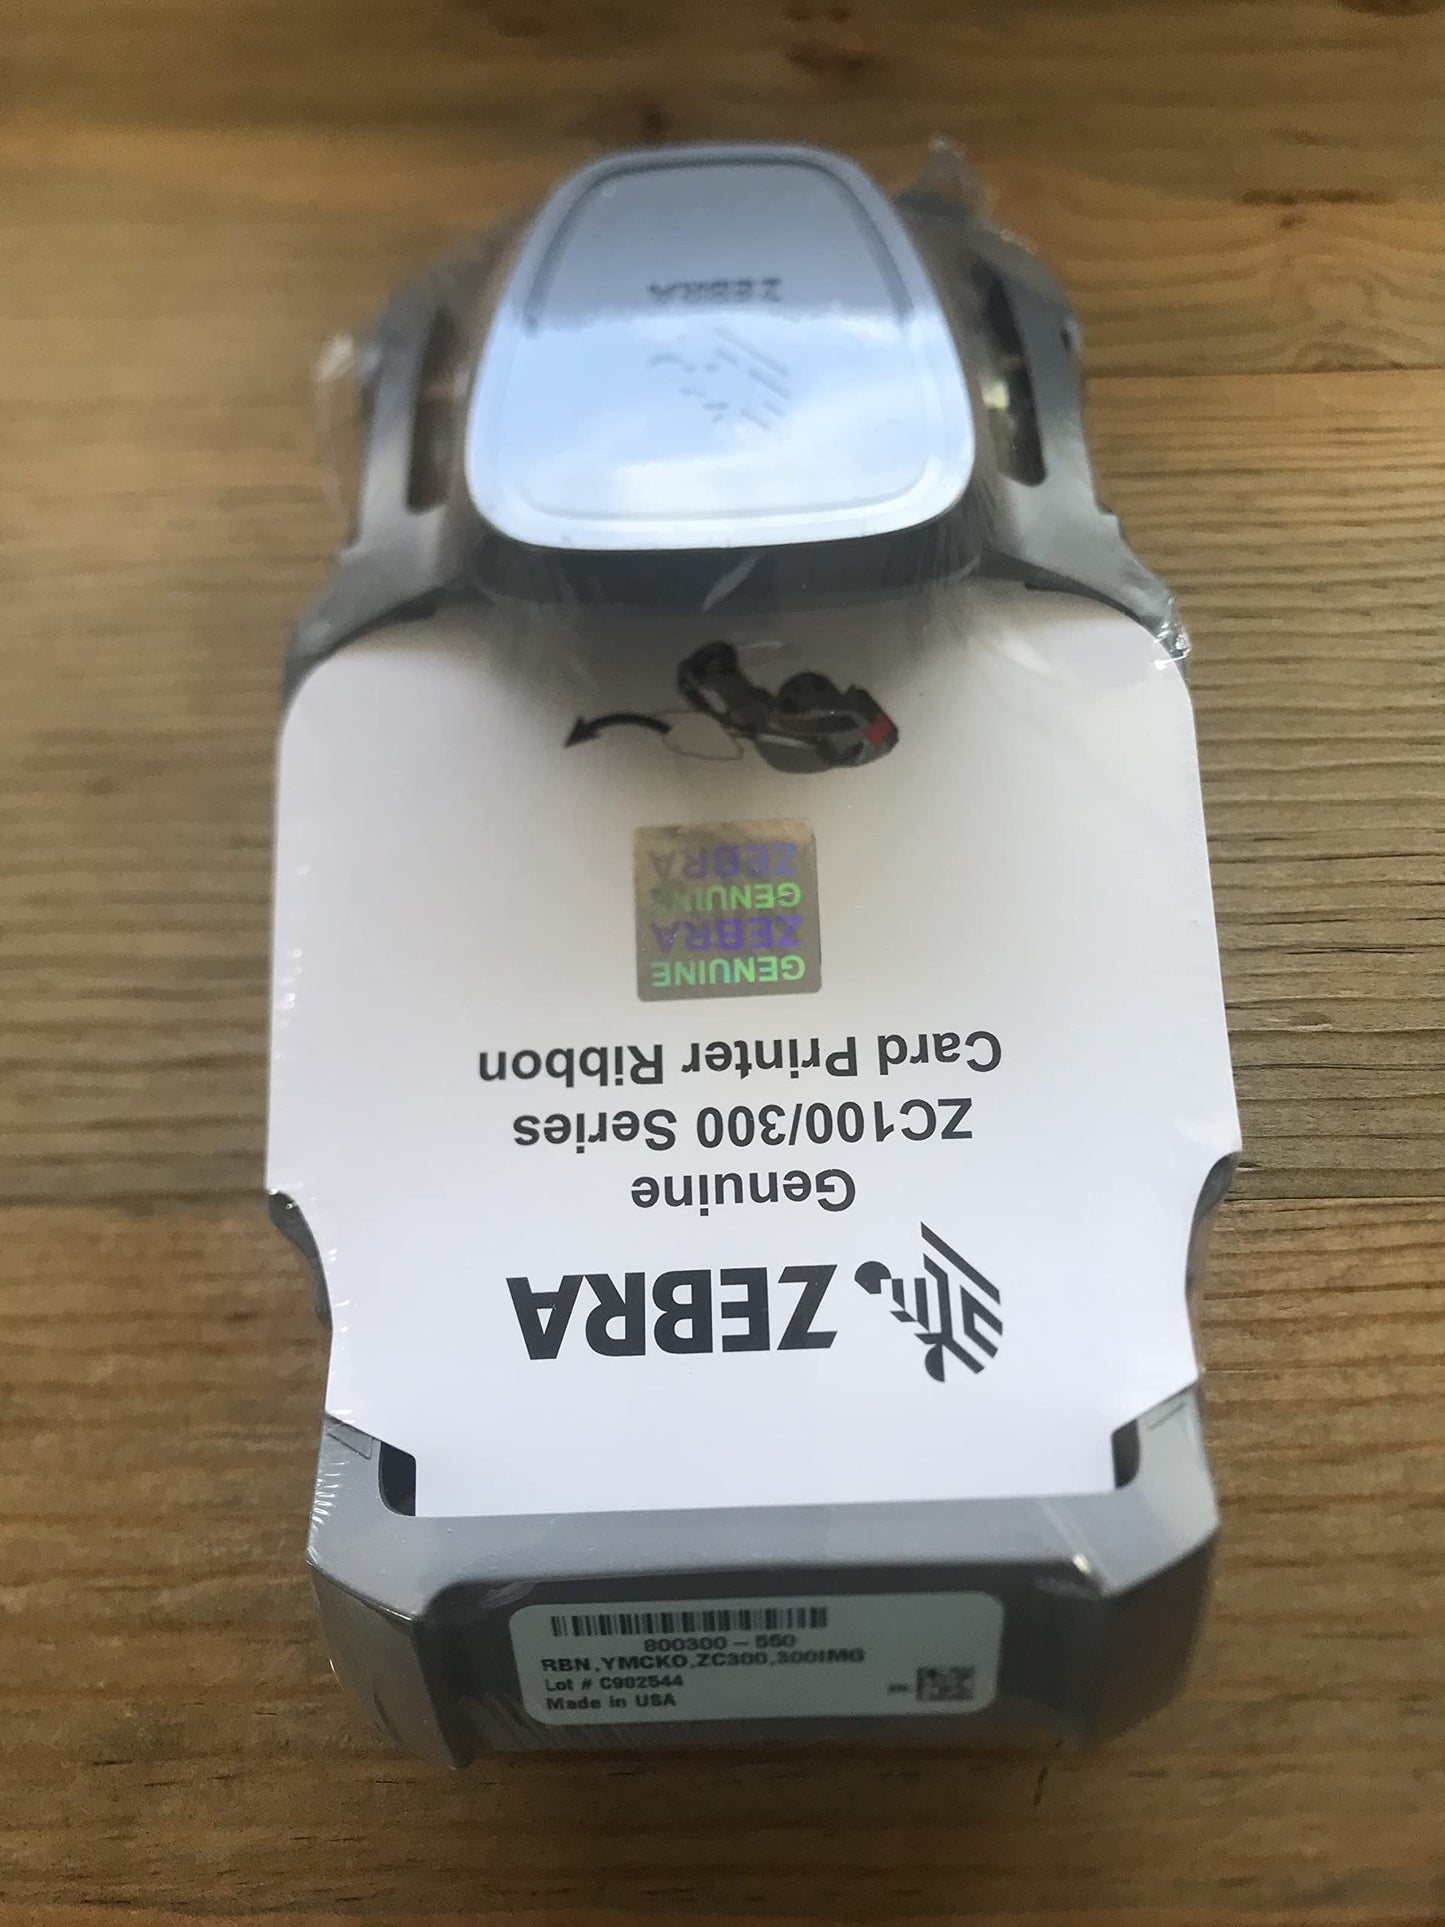 ZEBRA
Genuine
ZC100/300 Series
Card Printer Ribbon
GENUINE
ZEBRA
GENUINE
ZEBRA
ZEBRA
800300-550
RBN,YMCKO,ZC300,300IMG
Lot # C902544
Made in USA